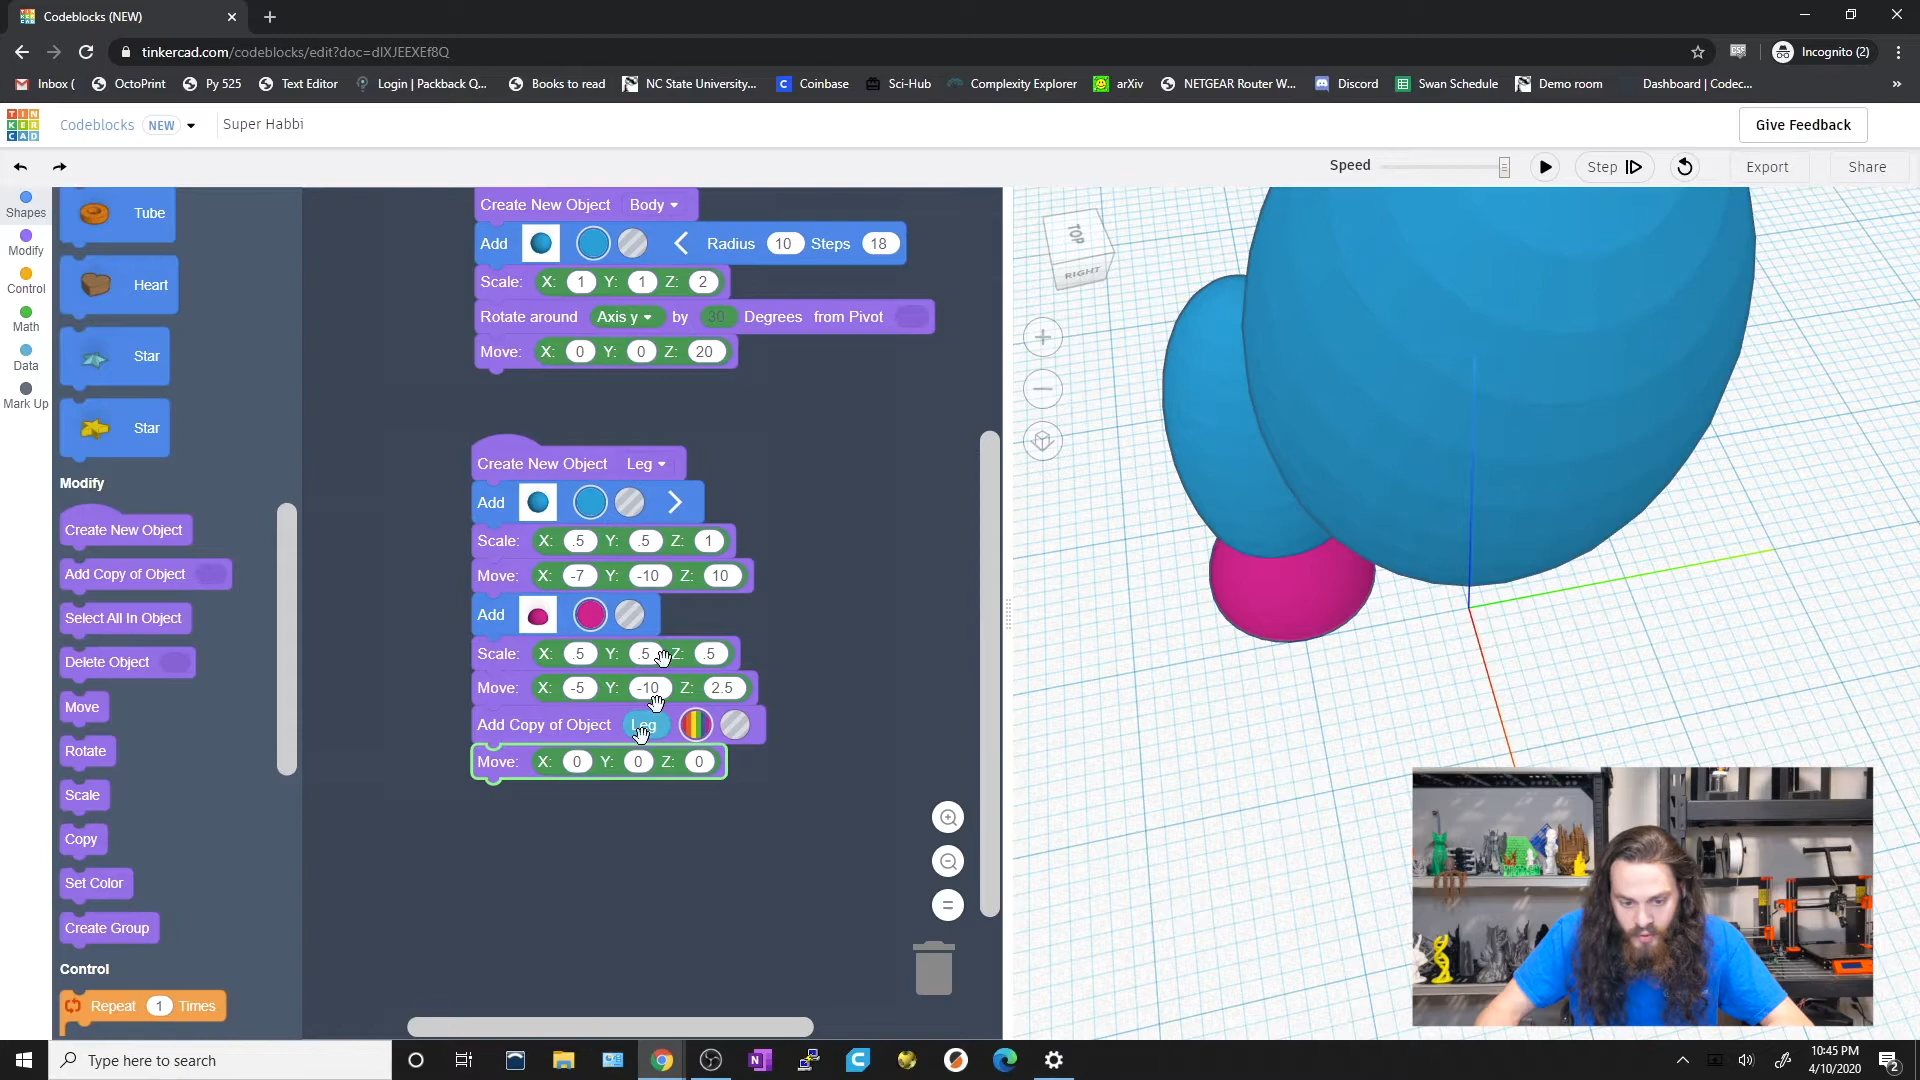 Codeblocks (NEW)
tinkercad.com/codeblocks/edit?doc=dIXJEEXEf8Q
Incognito (2)
Inbox (
OctoPrint
Py 525
Text Editor
Login | Packback Q...
Books to read
NC State University...
Coinbase
Sci-Hub
Complexity Explorer
arXiv
NETGEAR Router W...
Discord
Swan Schedule
Demo room
Dashboard | Codec...
TIN
KER
CAD
Codeblocks NEW
Super Habbi
Give Feedback
Speed
Step
Export
Share
Shapes
Modify
Control
Math
Data
Mark Up
Tube
Heart
Star
Star
Modify
Create New Object
Add Copy of Object
Select All In Object
Delete Object
Move
Rotate
Scale
Copy
Set Color
Create Group
Control
Repeat 1 Times
Create New Object Body
Add Radius 10 Steps 18
Scale: X: 1 Y: 1 Z: 2
Rotate around Axis y by 30 Degrees from Pivot
Move: X: 0 Y: 0 Z: 20
Create New Object Leg
Add
Scale: X: .5 Y: .5 Z: 1
Move: X: -7 Y: -10 Z: 10
Add
Scale: X: .5 Y: .5 Z: .5
Move: X: -5 Y: -10 Z: 2.5
Add Copy of Object Leg
Move: X: 0 Y: 0 Z: 0
TOP
RIGHT
Type here to search
10:45 PM
4/10/2020
2